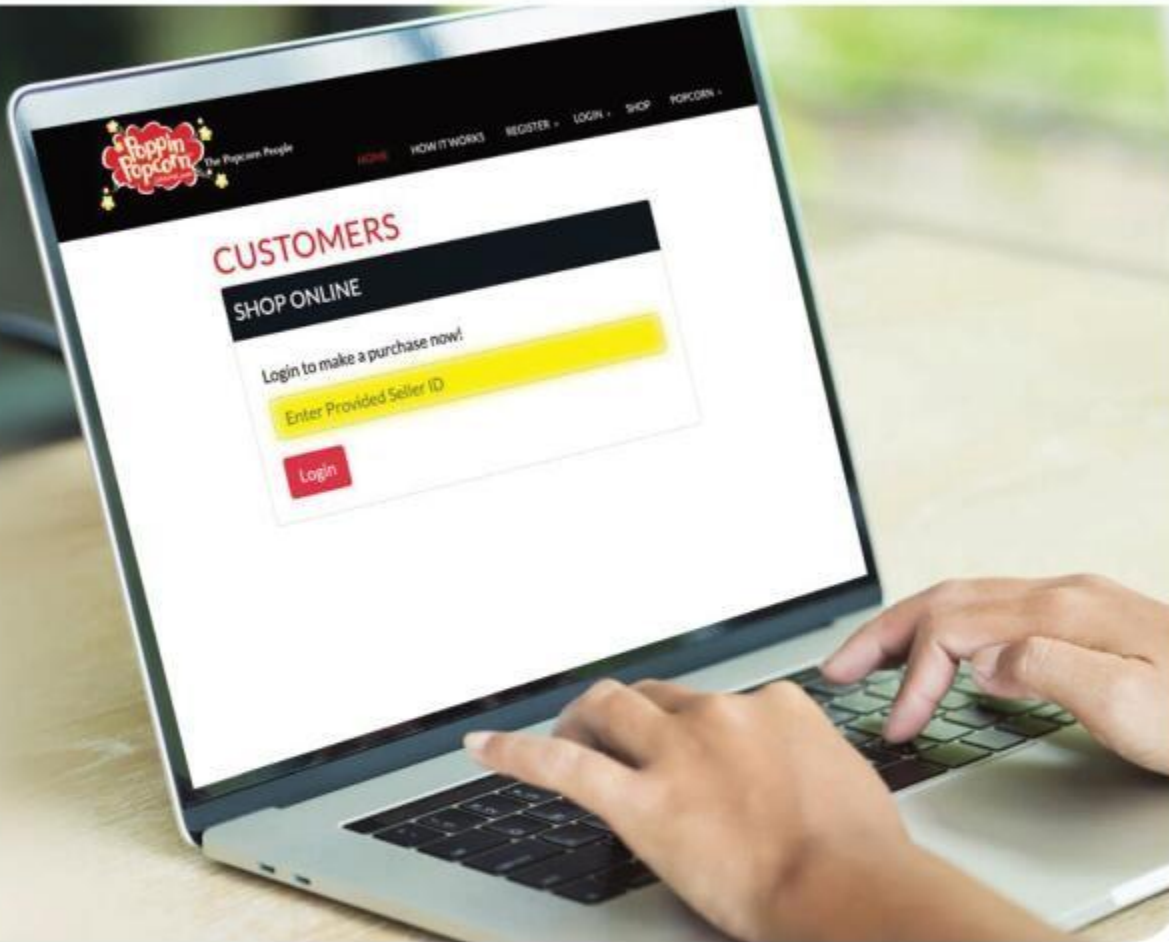 Poppin
Popcorn
The Popcorn People
HOME HOW IT WORKS REGISTER LOGIN SHOP POPCORN
CUSTOMERS
SHOP ONLINE
Login to make a purchase now!
Enter Provided Seller ID
Login